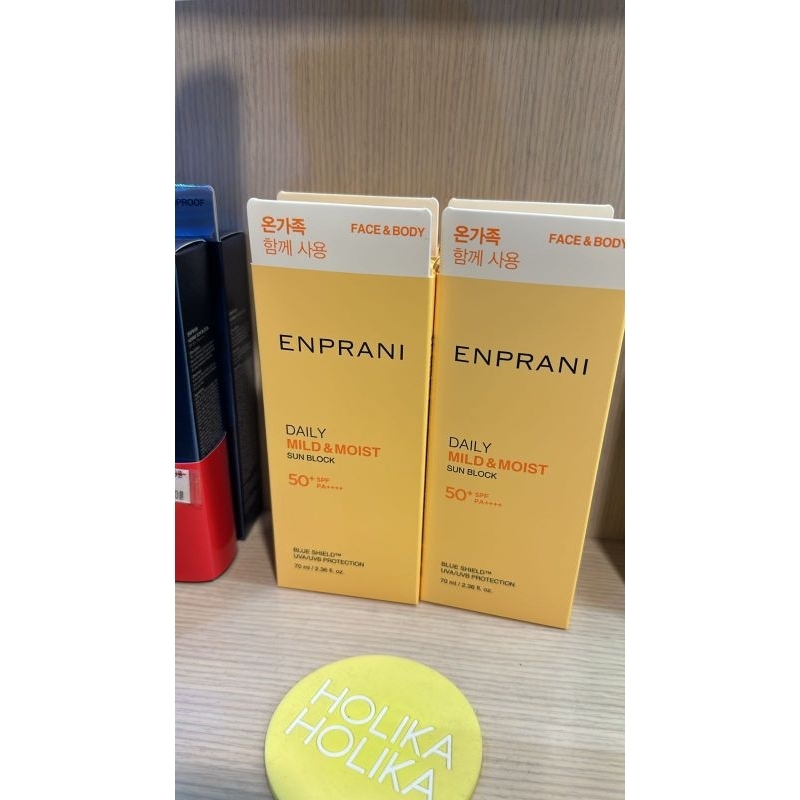 PROOF
온가족
함께 사용
FACE & BODY
ENPRANI
DAILY
MILD & MOIST
SUN BLOCK
50+ SPF
PA++++
BLUE SHIELD™
UVA/UVB PROTECTION
70 ml / 2.36 fl. oz.
온가족
함께 사용
FACE & BODY
ENPRANI
DAILY
MILD & MOIST
SUN BLOCK
50+ SPF
PA++++
BLUE SHIELD™
UVA/UVB PROTECTION
70 ml / 2.36 fl. oz.
HOLIKA
HOLIKA